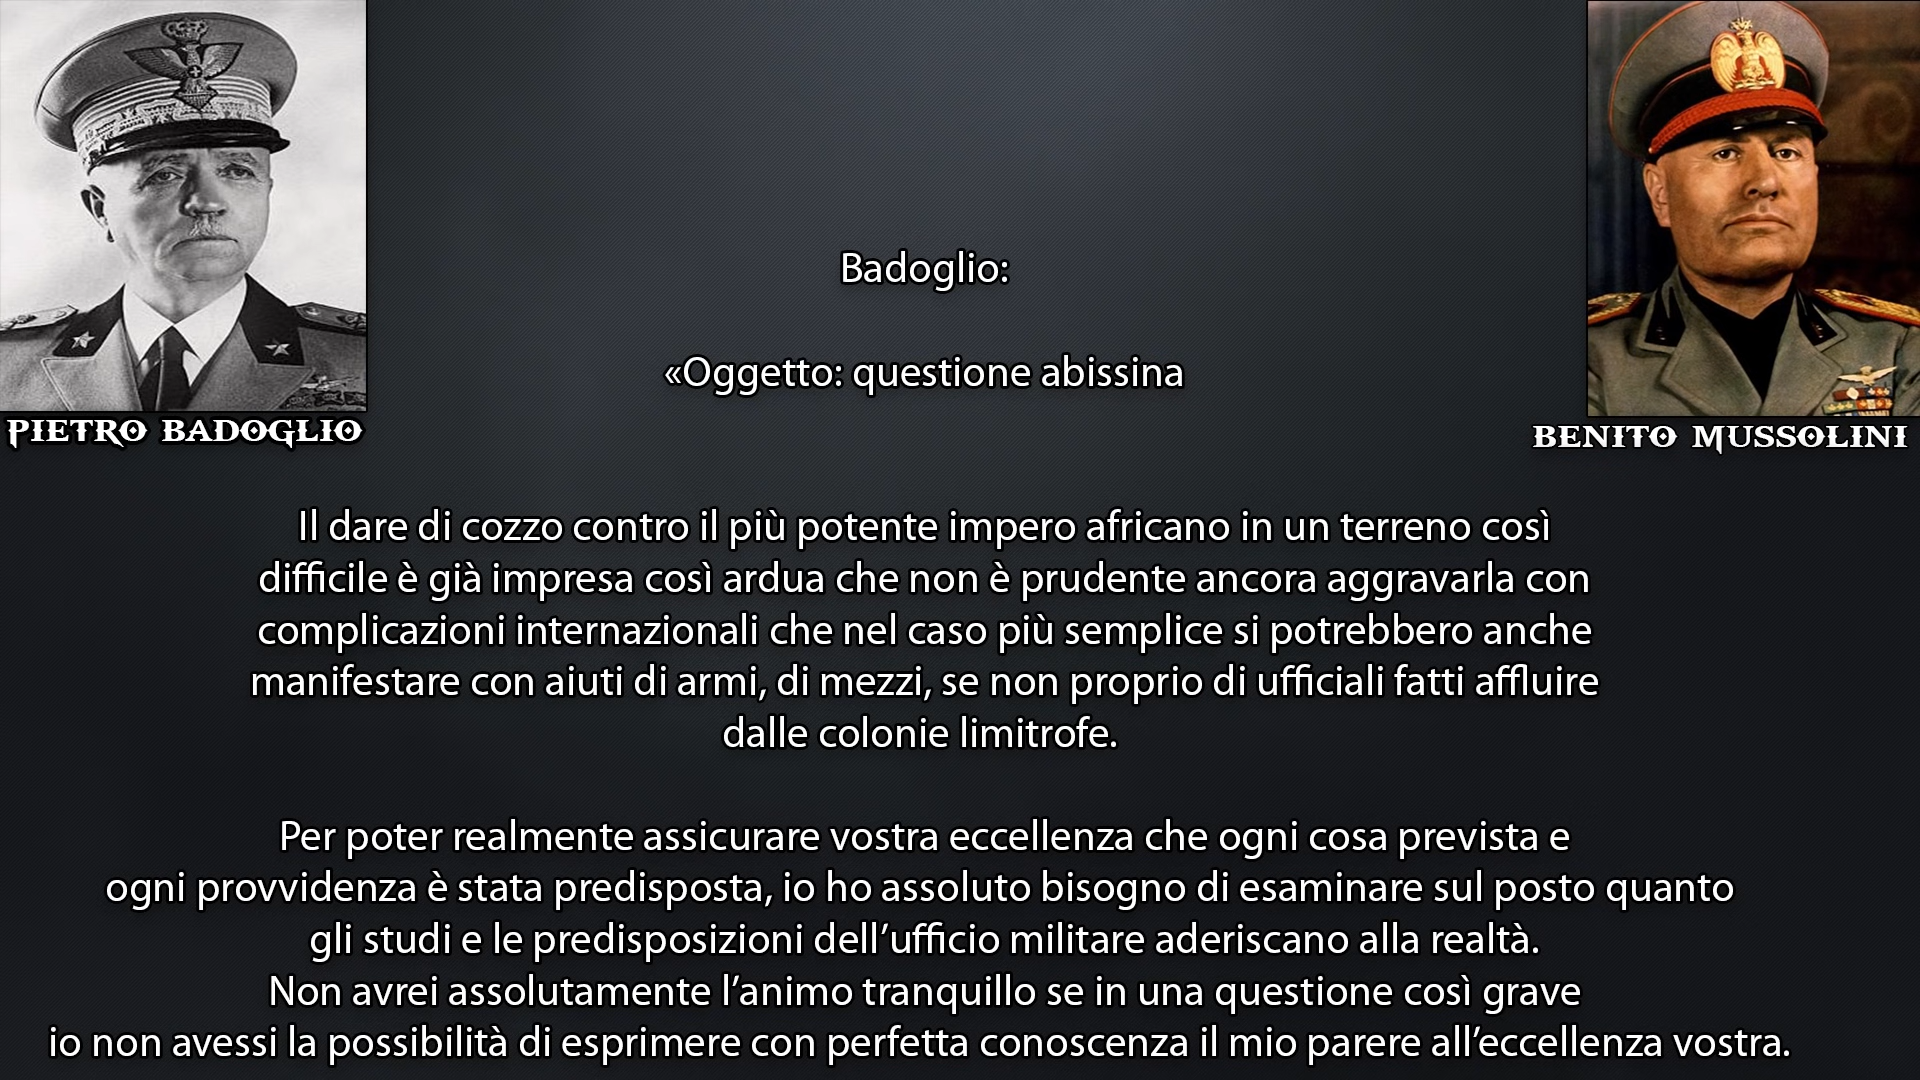 PIETRO BADOGLIO
BENITO MUSSOLINI
Badoglio:
«Oggetto: questione abissina
Il dare di cozzo contro il più potente impero africano in un terreno così
difficile è già impresa così ardua che non è prudente ancora aggravarla con
complicazioni internazionali che nel caso più semplice si potrebbero anche
manifestare con aiuti di armi, di mezzi, se non proprio di ufficiali fatti affluire
dalle colonie limitrofe.
Per poter realmente assicurare vostra eccellenza che ogni cosa prevista e
ogni provvidenza è stata predisposta, io ho assoluto bisogno di esaminare sul posto quanto
gli studi e le predisposizioni dell’ufficio militare aderiscano alla realtà.
Non avrei assolutamente l’animo tranquillo se in una questione così grave
io non avessi la possibilità di esprimere con perfetta conoscenza il mio parere all’eccellenza vostra.